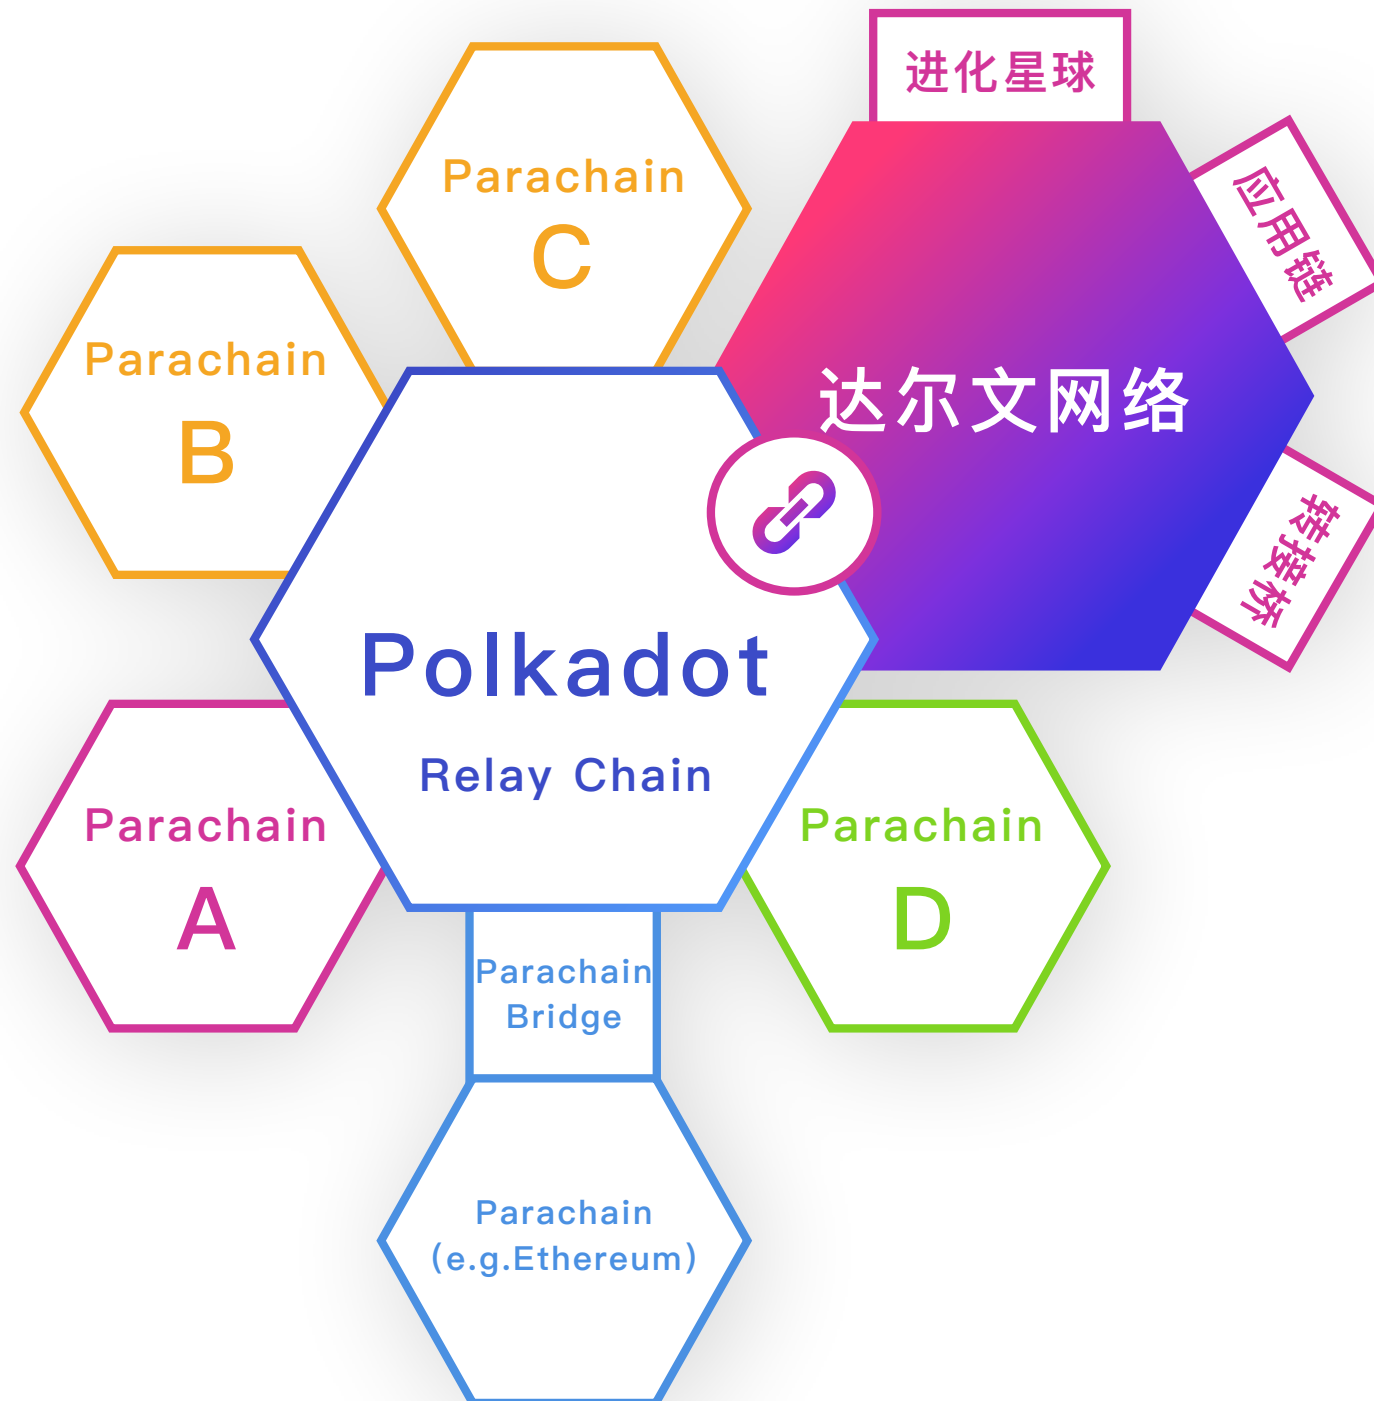 进化星球
Parachain
C
应用链
Parachain
B
达尔文网络
转接桥
Polkadot
Relay Chain
Parachain
A
Parachain
D
Parachain
Bridge
Parachain
(e.g.Ethereum)